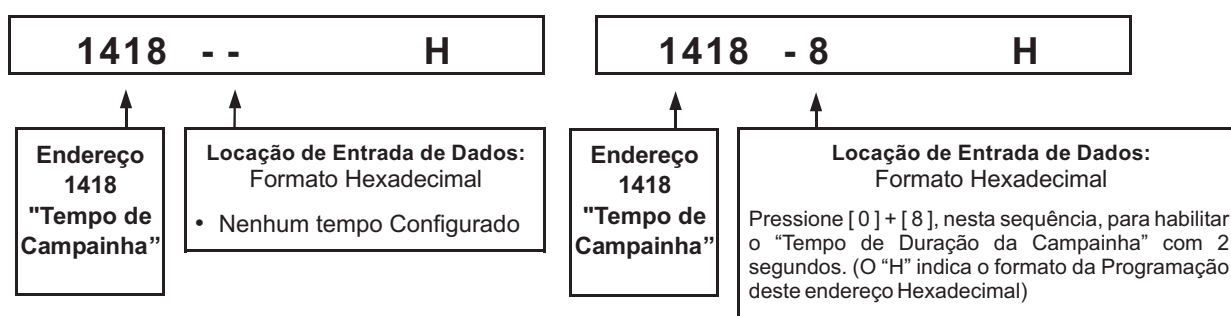 1418 - - H
1418 - 8 H
Endereço
1418
"Tempo de
Campainha”
Locação de Entrada de Dados:
Formato Hexadecimal
• Nenhum tempo Configurado
Endereço
1418
"Tempo de
Campainha”
Locação de Entrada de Dados:
Formato Hexadecimal
Pressione [ 0 ] + [ 8 ], nesta sequência, para habilitar
o “Tempo de Duração da Campainha” com 2
segundos. (O “H” indica o formato da Programação
deste endereço Hexadecimal)